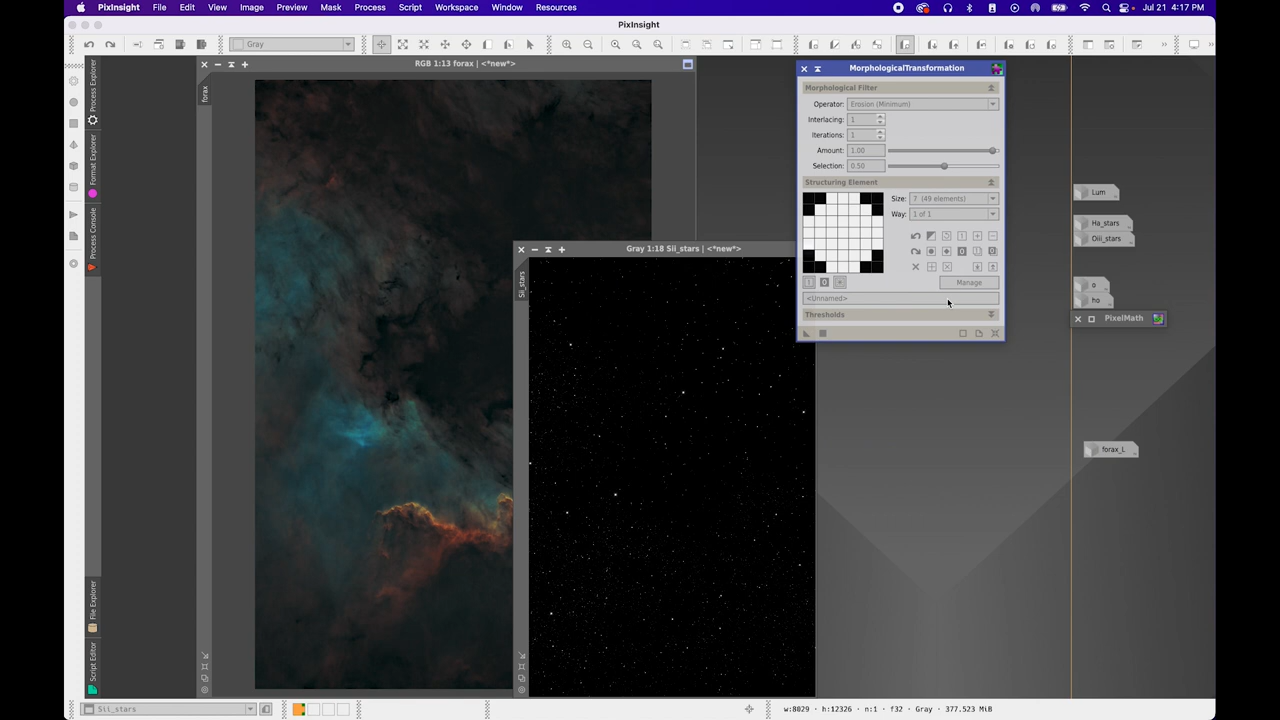 PixInsight File Edit View Image Preview Mask Process Script Workspace Window Resources Jul 21 4:17 PM
PixInsight
Gray
Process Explorer
Format Explorer
Process Console
File Explorer
Script Editor
RGB 1:13 forax | <*new*>
forax
Gray 1:18 Sii_stars | <*new*>
Sii_stars
MorphologicalTransformation
Morphological Filter
Operator: Erosion (Minimum)
Interlacing: 1
Iterations: 1
Amount: 1.00
Selection: 0.50
Structuring Element
Size: 7 (49 elements)
Way: 1 of 1
Manage
<Unnamed>
Thresholds
Lum
Ha_stars
Oiii_stars
o
ho
PixelMath
forax_L
Sii_stars
w:8029 · h:12326 · n:1 · f32 · Gray · 377.523 MiB